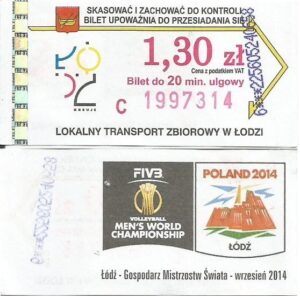 SKASOWAĆ I ZACHOWAĆ DO KONTROLI
BILET UPOWAŻNIA DO PRZESIADANIA SIĘ
1,30 zł
Cena z podatkiem VAT
Bilet do 20 min. ulgowy
KREUJE
C 1997314
LOKALNY TRANSPORT ZBIOROWY W ŁODZI
FIVB
VOLLEYBALL
MEN'S WORLD
CHAMPIONSHIP
POLAND 2014
ŁÓDŹ
Łódź - Gospodarz Mistrzostw Świata - wrzesień 2014